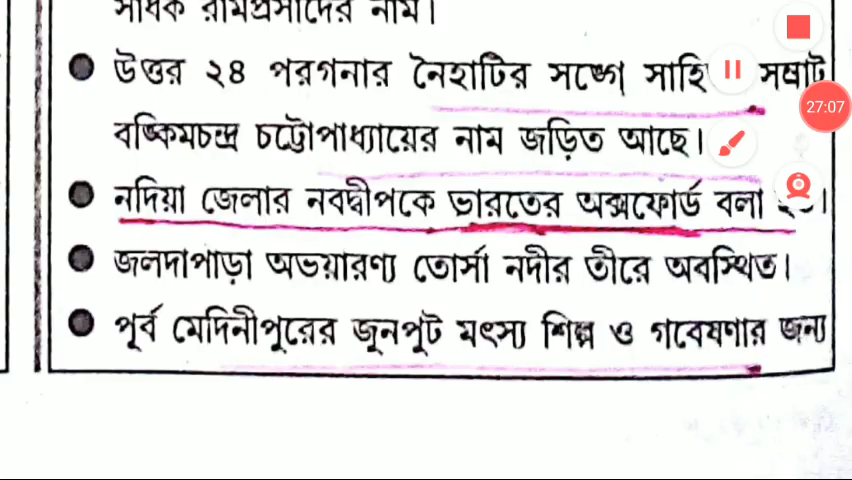 সাধক রামপ্রসাদের নাম।
উত্তর ২৪ পরগনার নৈহাটির সঙ্গে সম্রাট
27:07
বঙ্কিমচন্দ্র চট্টোপাধ্যায়ের নাম জড়িত আছে।
নদিয়া জেলার নবদ্বীপকে ভারতের অক্সফোর্ড বলা
জলদাপাড়া অভয়ারণ্য তোর্সা নদীর তীরে অবস্থিত।
পূর্ব মেদিনীপুরের জুনপুট মৎস্য শিল্প ও গবেষণার জন্য